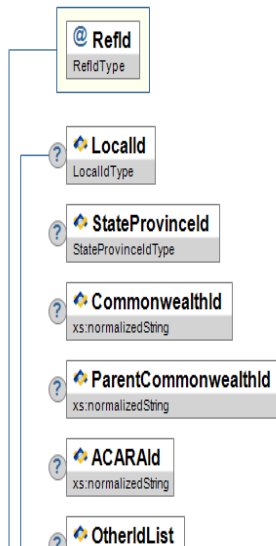 @ RefId
RefIdType
? LocalId
LocalIdType
? StateProvinceId
StateProvinceIdType
? CommonwealthId
xs:normalizedString
? ParentCommonwealthId
xs:normalizedString
? ACARAId
xs:normalizedString
? OtherIdList